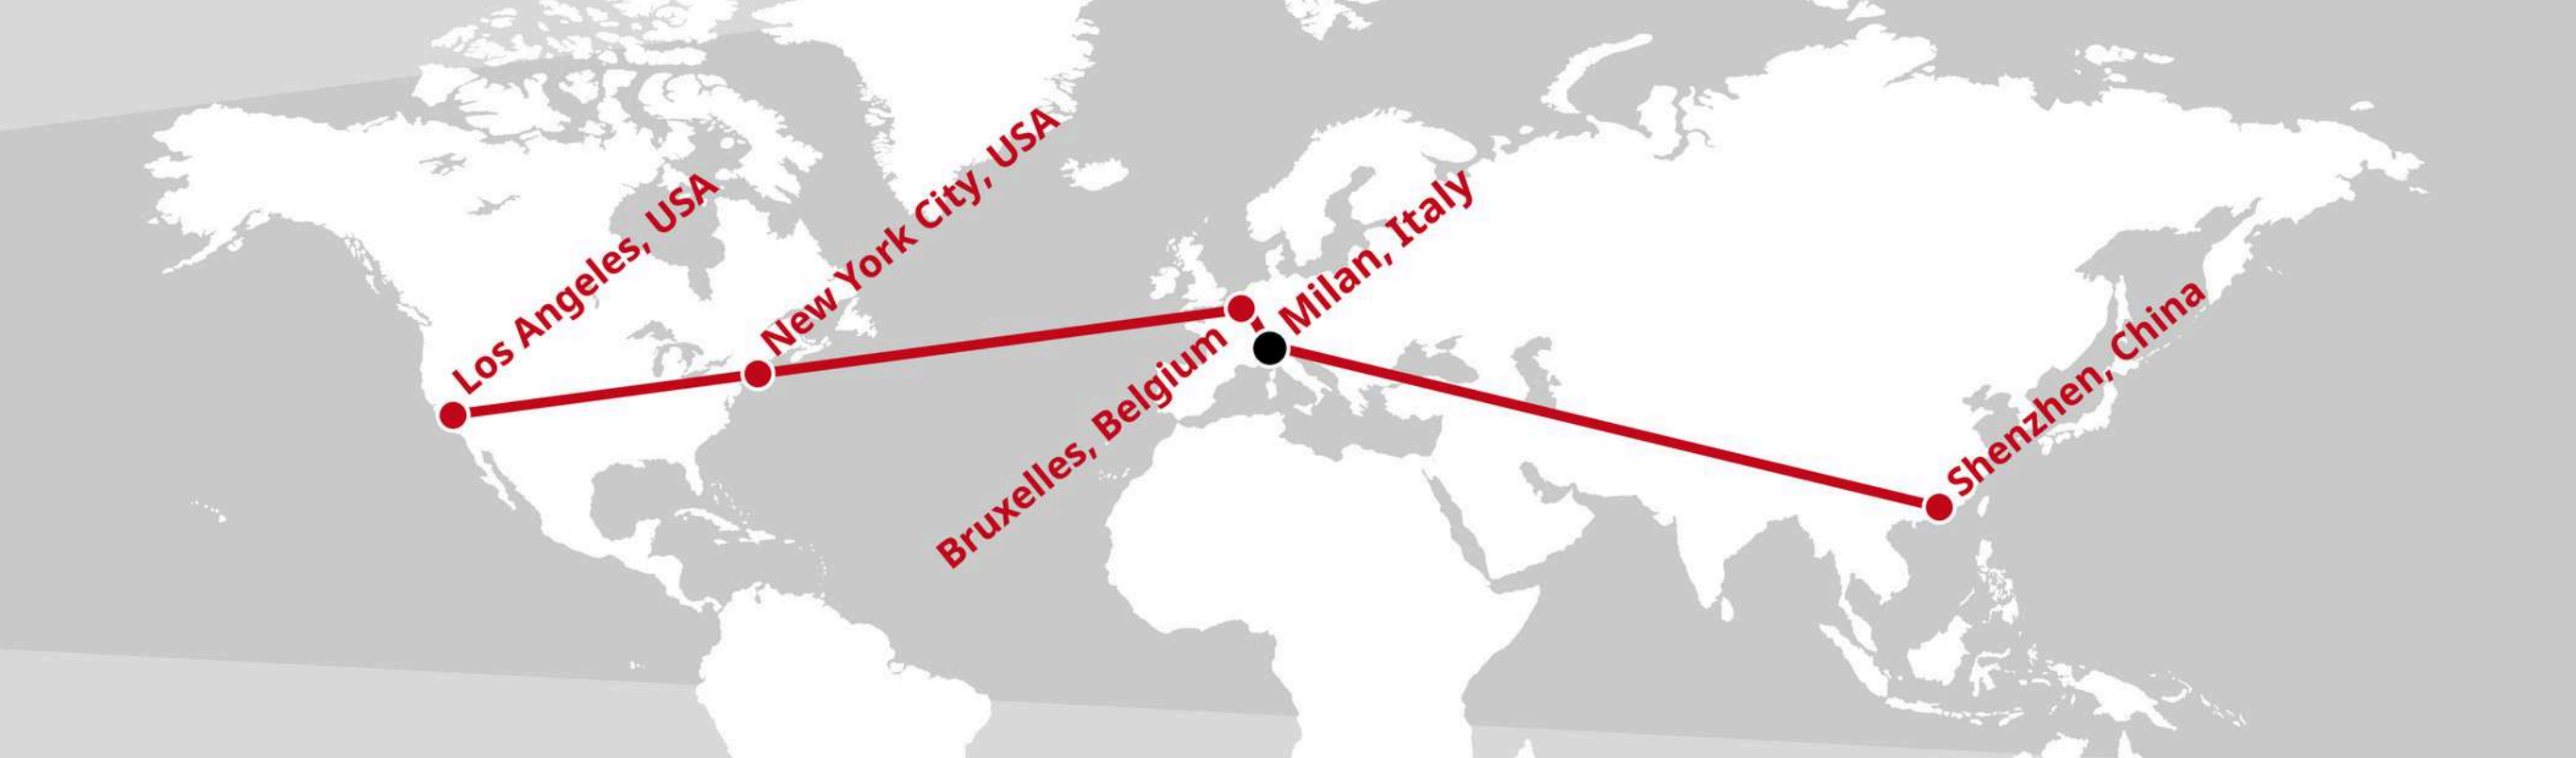 Los Angeles, USA
New York City, USA
Bruxelles, Belgium
Milan, Italy
Shenzhen, China